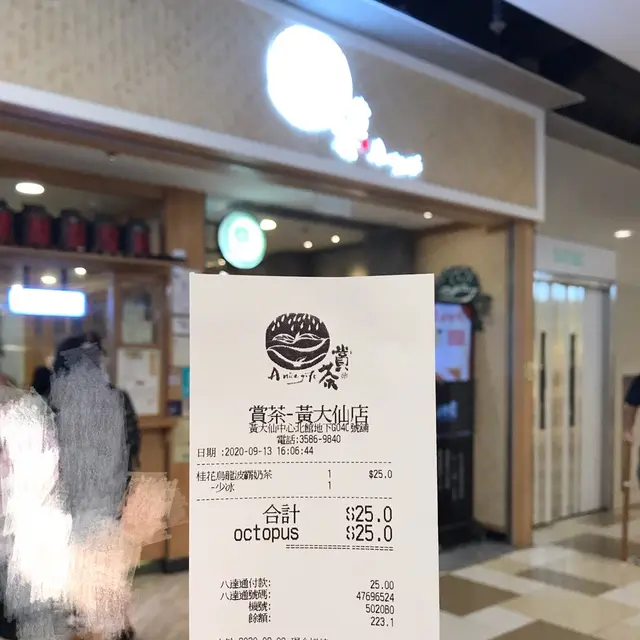 賞茶
賞茶-黃大仙店
黃大仙中心北館地下G04C號舖
電話:3586-9840
日期 :2020-09-13 16:06:44
桂花烏龍波霸奶茶 1 $25.0
-少冰 1
合計 $25.0
octopus $25.0
八達通付款: 25.00
八達通號碼: 47696524
機號: 502080
餘額: 223.1